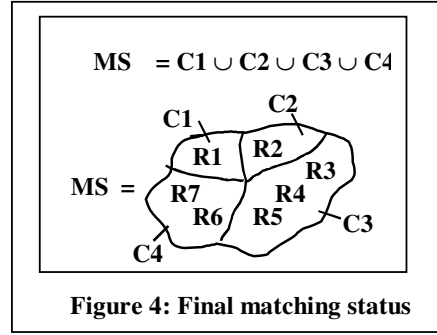 MS = C1 ∪ C2 ∪ C3 ∪ C4
C1
C2
R1
R2
R3
MS =
R7
R4
R6
R5
C4
C3
Figure 4: Final matching status